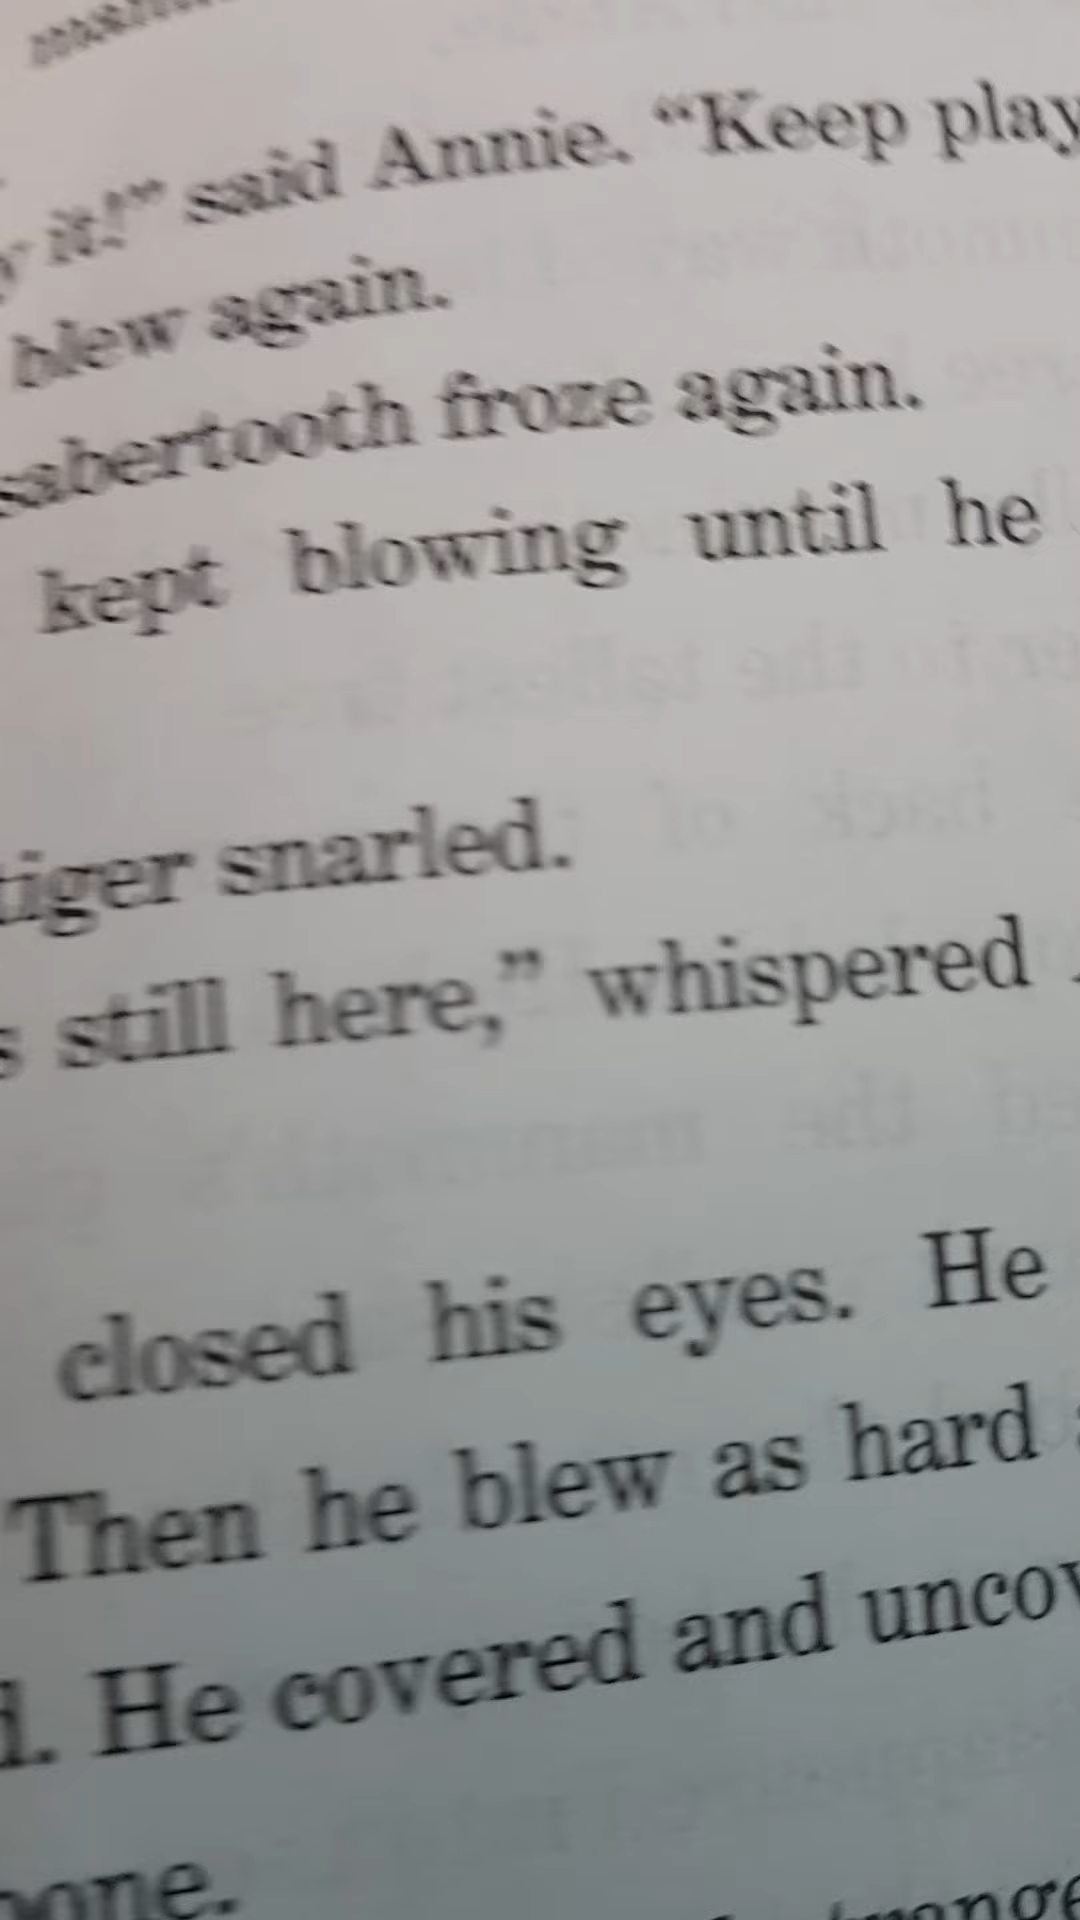 it!” said Annie. “Keep play
blew again.
sabertooth froze again.
kept blowing until he
tiger snarled.
still here,” whispered
closed his eyes. He
Then he blew as hard
He covered and uncov